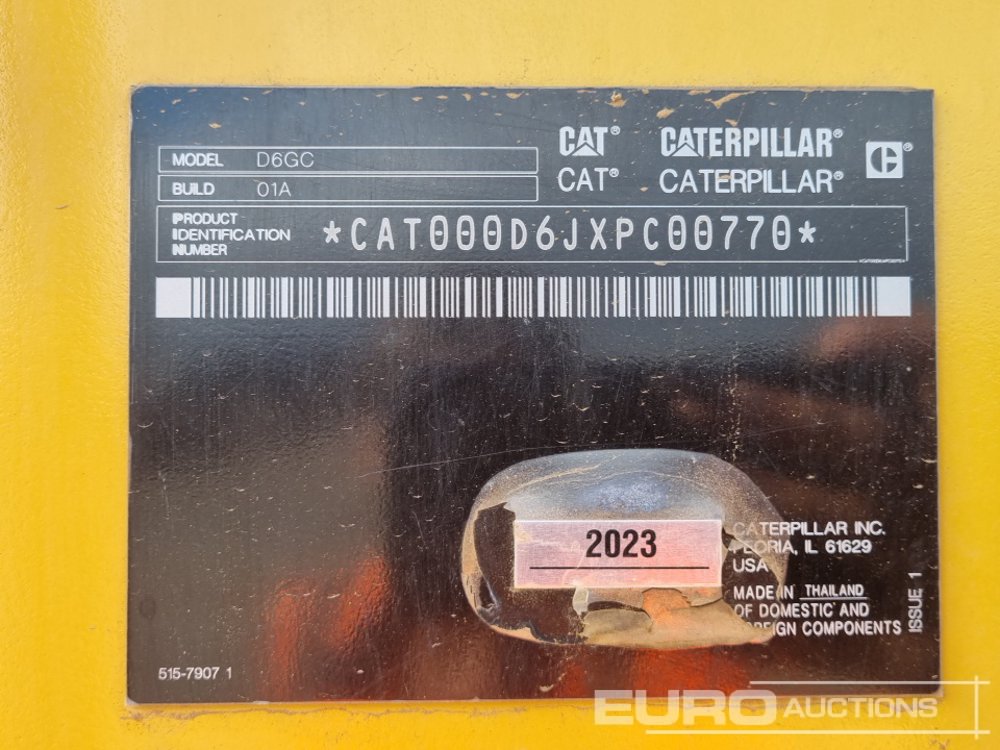 MODEL D6GC
CAT® CATERPILLAR®
BUILD 01A
CAT® CATERPILLAR®
PRODUCT
IDENTIFICATION
NUMBER
*CAT000D6JXPC00770*
2023
CATERPILLAR INC.
PEORIA, IL 61629
USA
MADE IN THAILAND
OF DOMESTIC AND
FOREIGN COMPONENTS
ISSUE 1
515-7907 1
EURO AUCTIONS